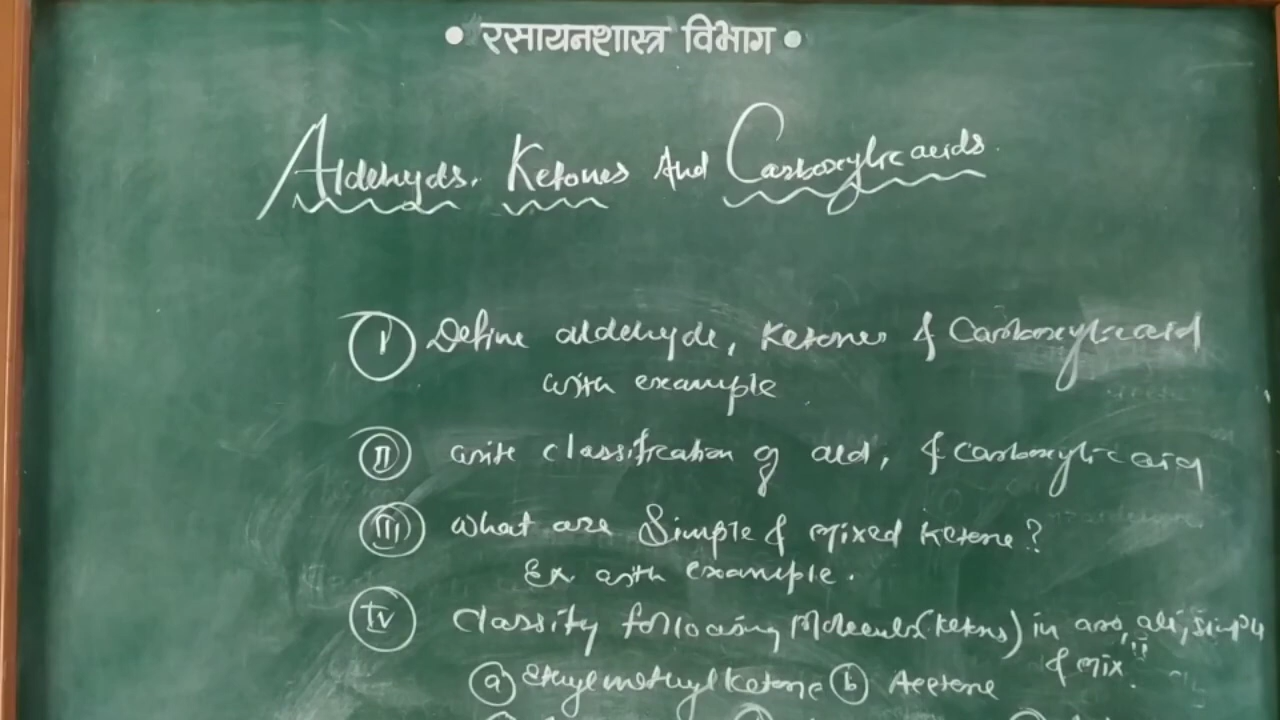 • रसायनशास्त्र विभाग •
Aldehyds, Ketones And Carboxylic acids.
I Define aldehyde, Ketones & Carboxylic acid
with example
II write classification of ald, & Carboxylic acid
III What are Simple & mixed Ketone?
Ex with example.
IV Classify following Molecules (ketons) in aro, ali, simple
& mix.
a Ethylmethyl Ketone b Acetone